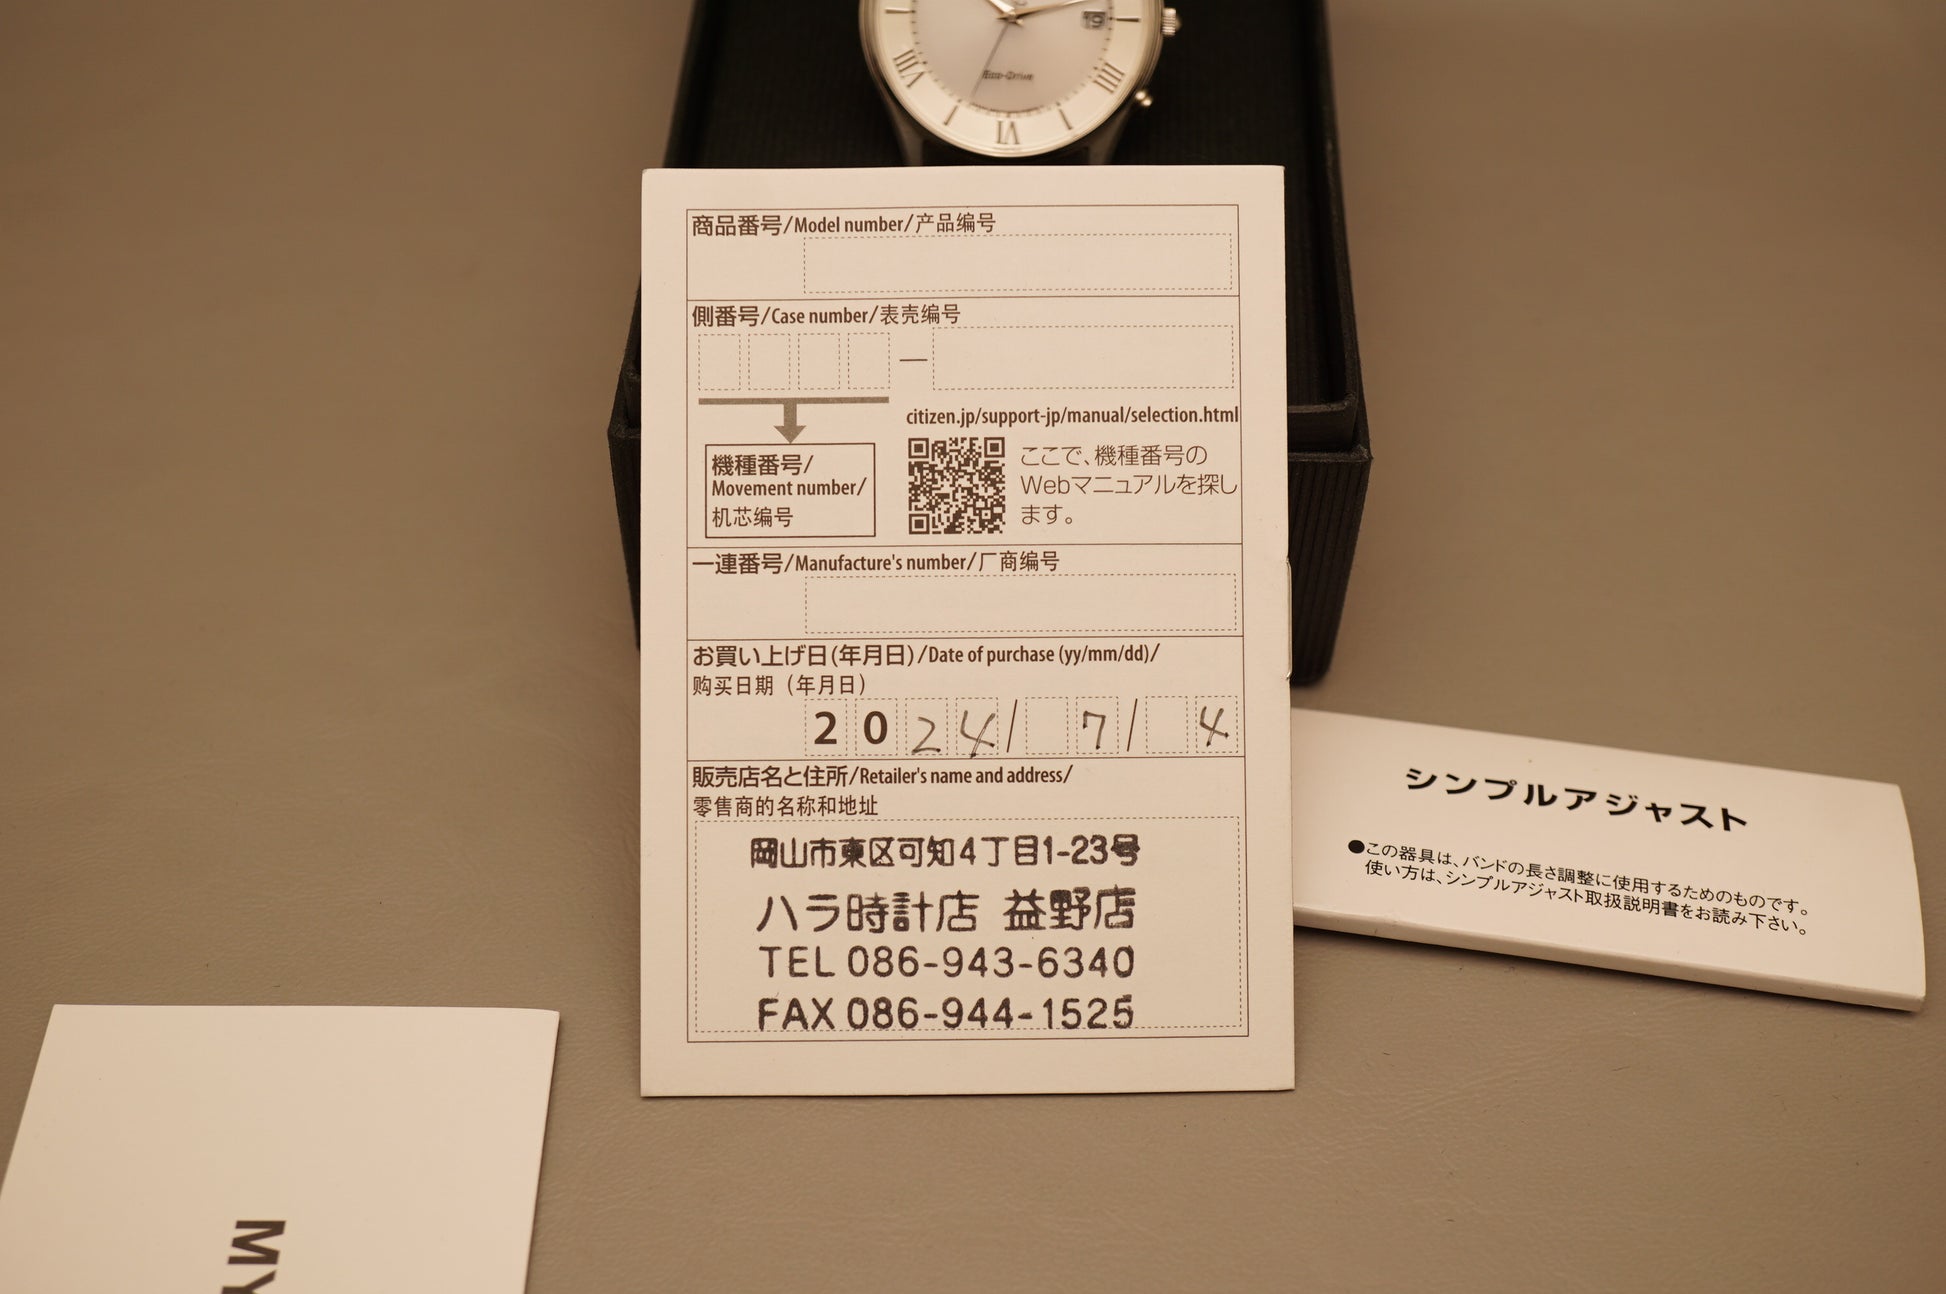 19
Eco-Drive
VIII
IIII
VI
商品番号/Model number/产品编号
側番号/Case number/表壳编号
—
citizen.jp/support-jp/manual/selection.html
機種番号/
Movement number/
机芯编号
ここで、機種番号の
Webマニュアルを探し
ます。
一連番号/Manufacture's number/厂商编号
お買い上げ日(年月日)/Date of purchase (yy/mm/dd)/
购买日期（年月日）
2024/ 7/ 4
販売店名と住所/Retailer's name and address/
零售商的名称和地址
岡山市東区可知4丁目1-23号
ハラ時計店 益野店
TEL 086-943-6340
FAX 086-944-1525
シンプルアジャスト
●この器具は、バンドの長さ調整に使用するためのものです。
使い方は、シンプルアジャスト取扱説明書をお読み下さい。
MY